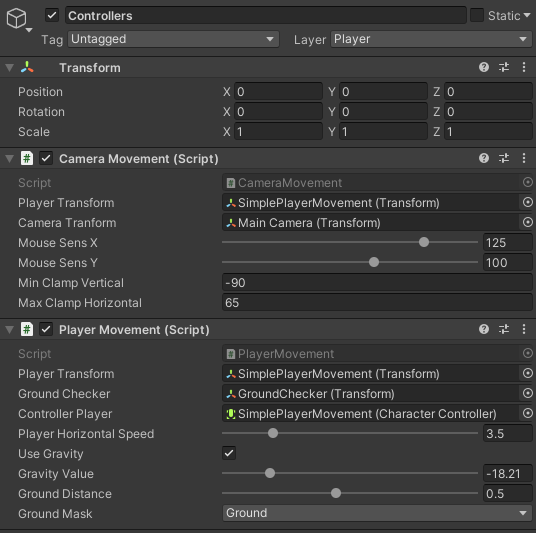 Controllers Static
Tag Untagged Layer Player
Transform
Position X 0 Y 0 Z 0
Rotation X 0 Y 0 Z 0
Scale X 1 Y 1 Z 1
# Camera Movement (Script)
Script # CameraMovement
Player Transform SimplePlayerMovement (Transform)
Camera Tranform Main Camera (Transform)
Mouse Sens X 125
Mouse Sens Y 100
Min Clamp Vertical -90
Max Clamp Horizontal 65
# Player Movement (Script)
Script # PlayerMovement
Player Transform SimplePlayerMovement (Transform)
Ground Checker GroundChecker (Transform)
Controller Player SimplePlayerMovement (Character Controller)
Player Horizontal Speed 3.5
Use Gravity
Gravity Value -18.21
Ground Distance 0.5
Ground Mask Ground